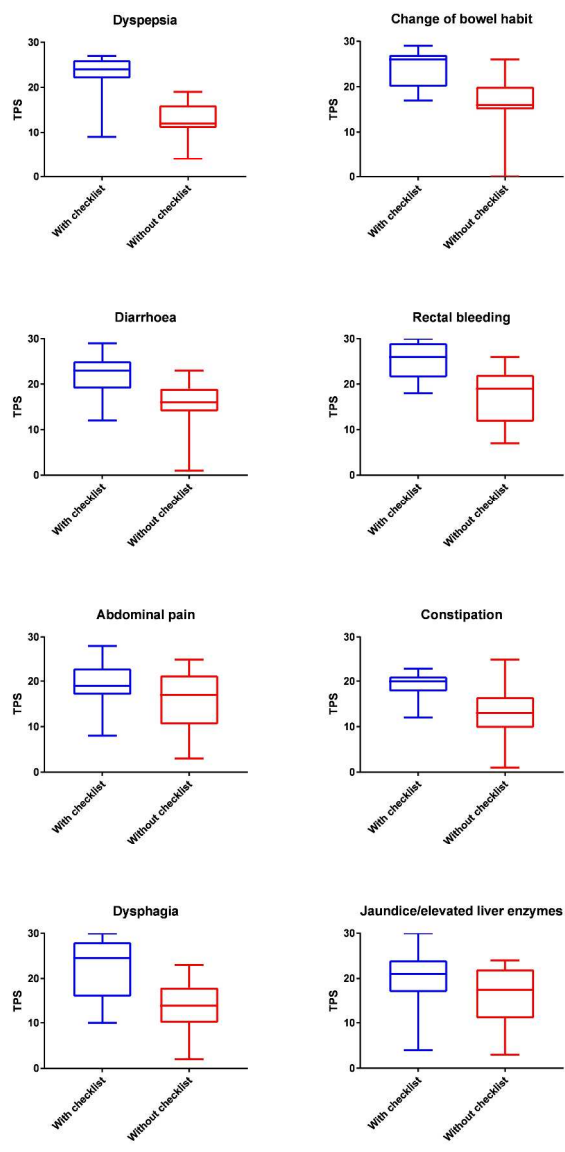 Dyspepsia
30
20
10
0
TPS
With checklist
Without checklist
Change of bowel habit
30
20
10
0
TPS
With checklist
Without checklist
Diarrhoea
30
20
10
0
TPS
With checklist
Without checklist
Rectal bleeding
30
20
10
0
TPS
With checklist
Without checklist
Abdominal pain
30
20
10
0
TPS
With checklist
Without checklist
Constipation
30
20
10
0
TPS
With checklist
Without checklist
Dysphagia
30
20
10
0
TPS
With checklist
Without checklist
Jaundice/elevated liver enzymes
30
20
10
0
TPS
With checklist
Without checklist